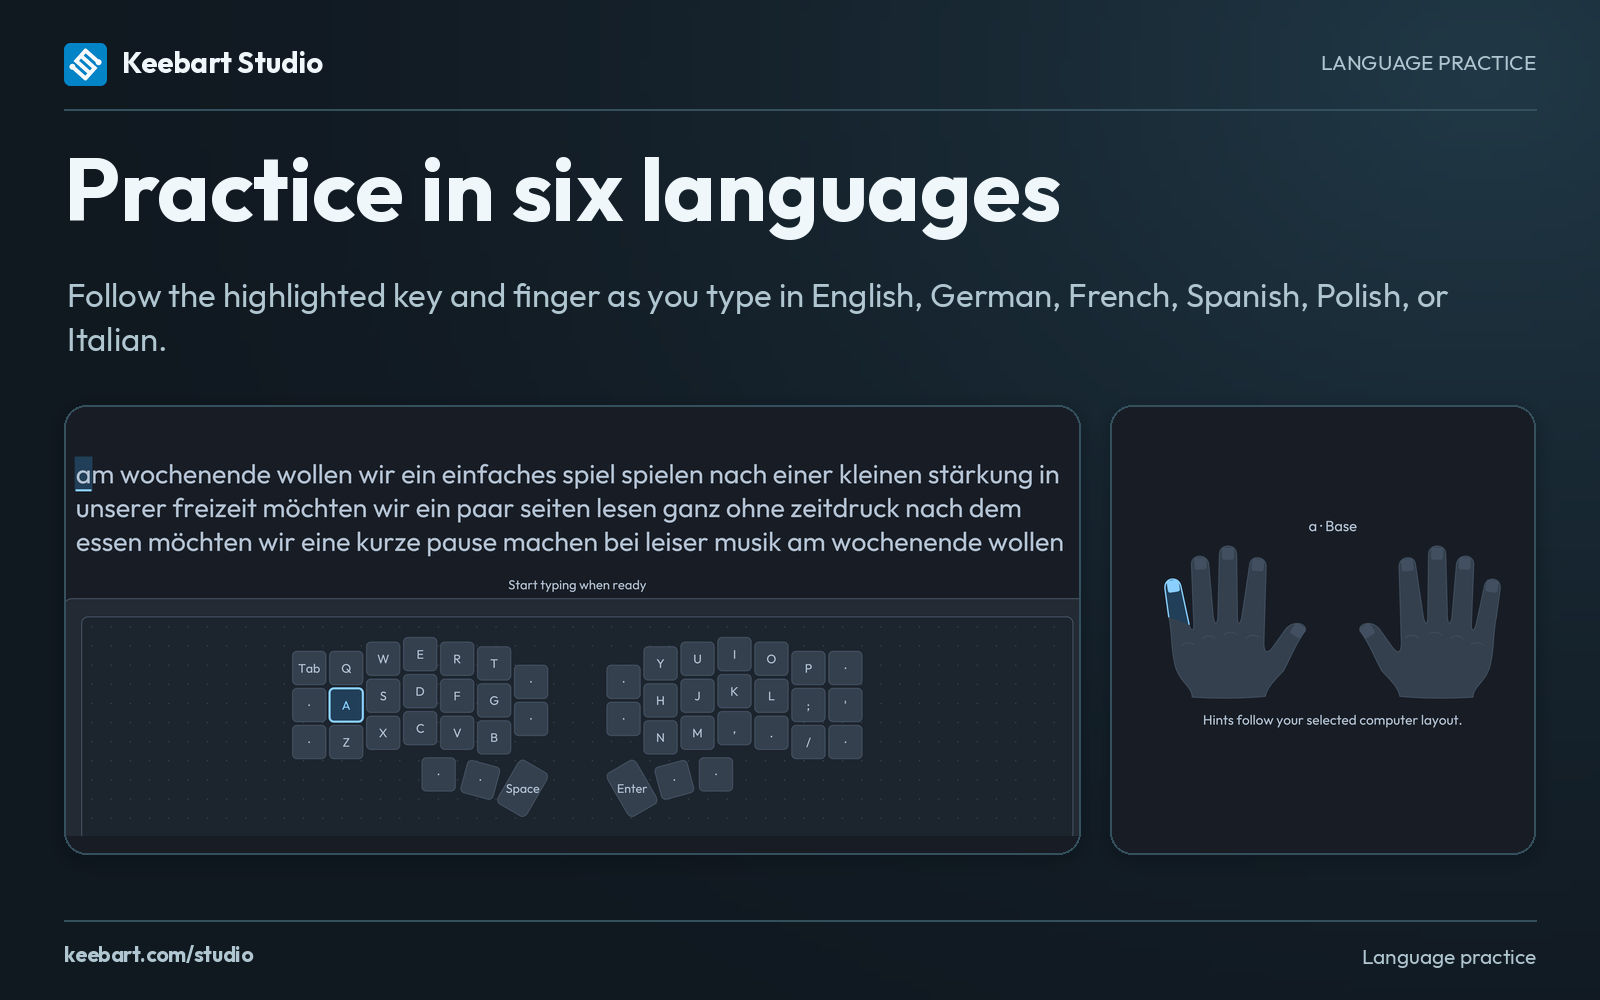 Keebart Studio
LANGUAGE PRACTICE
Practice in six languages
Follow the highlighted key and finger as you type in English, German, French, Spanish, Polish, or
Italian.
am wochenende wollen wir ein einfaches spiel spielen nach einer kleinen stärkung in
unserer freizeit möchten wir ein paar seiten lesen ganz ohne zeitdruck nach dem
essen möchten wir eine kurze pause machen bei leiser musik am wochenende wollen
Start typing when ready
Tab Q W E R T · · Y U I O P ·
· A S D F G · · H J K L ; '
· Z X C V B N M , . / ·
· · Space Enter · ·
a · Base
Hints follow your selected computer layout.
keebart.com/studio
Language practice